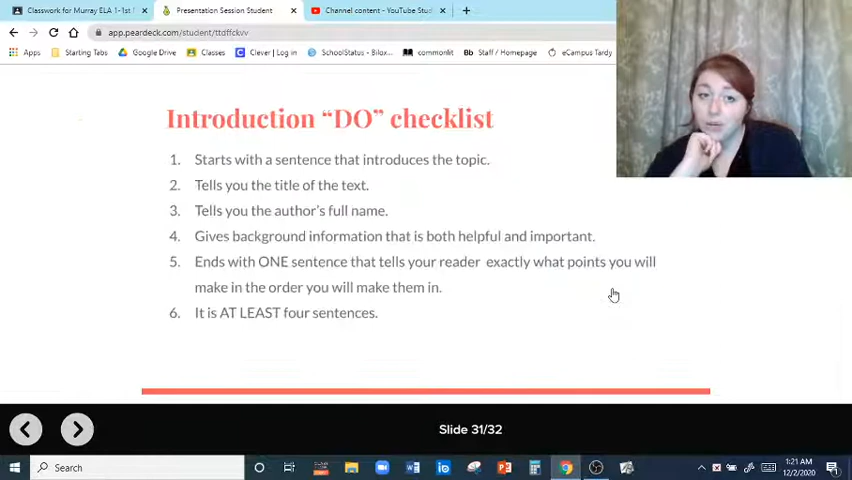 Classwork for Murray ELA 1-1st
Presentation Session Student
Channel content - YouTube Stud
app.peardeck.com/student/ttdffckvv
Apps
Starting Tabs
Google Drive
Classes
Clever | Log in
SchoolStatus - Bilox...
commonlit
Bb Staff / Homepage
eCampus Tardy
Introduction “DO” checklist
1. Starts with a sentence that introduces the topic.
2. Tells you the title of the text.
3. Tells you the author’s full name.
4. Gives background information that is both helpful and important.
5. Ends with ONE sentence that tells your reader exactly what points you will
make in the order you will make them in.
6. It is AT LEAST four sentences.
Slide 31/32
Search
1:21 AM
12/2/2020